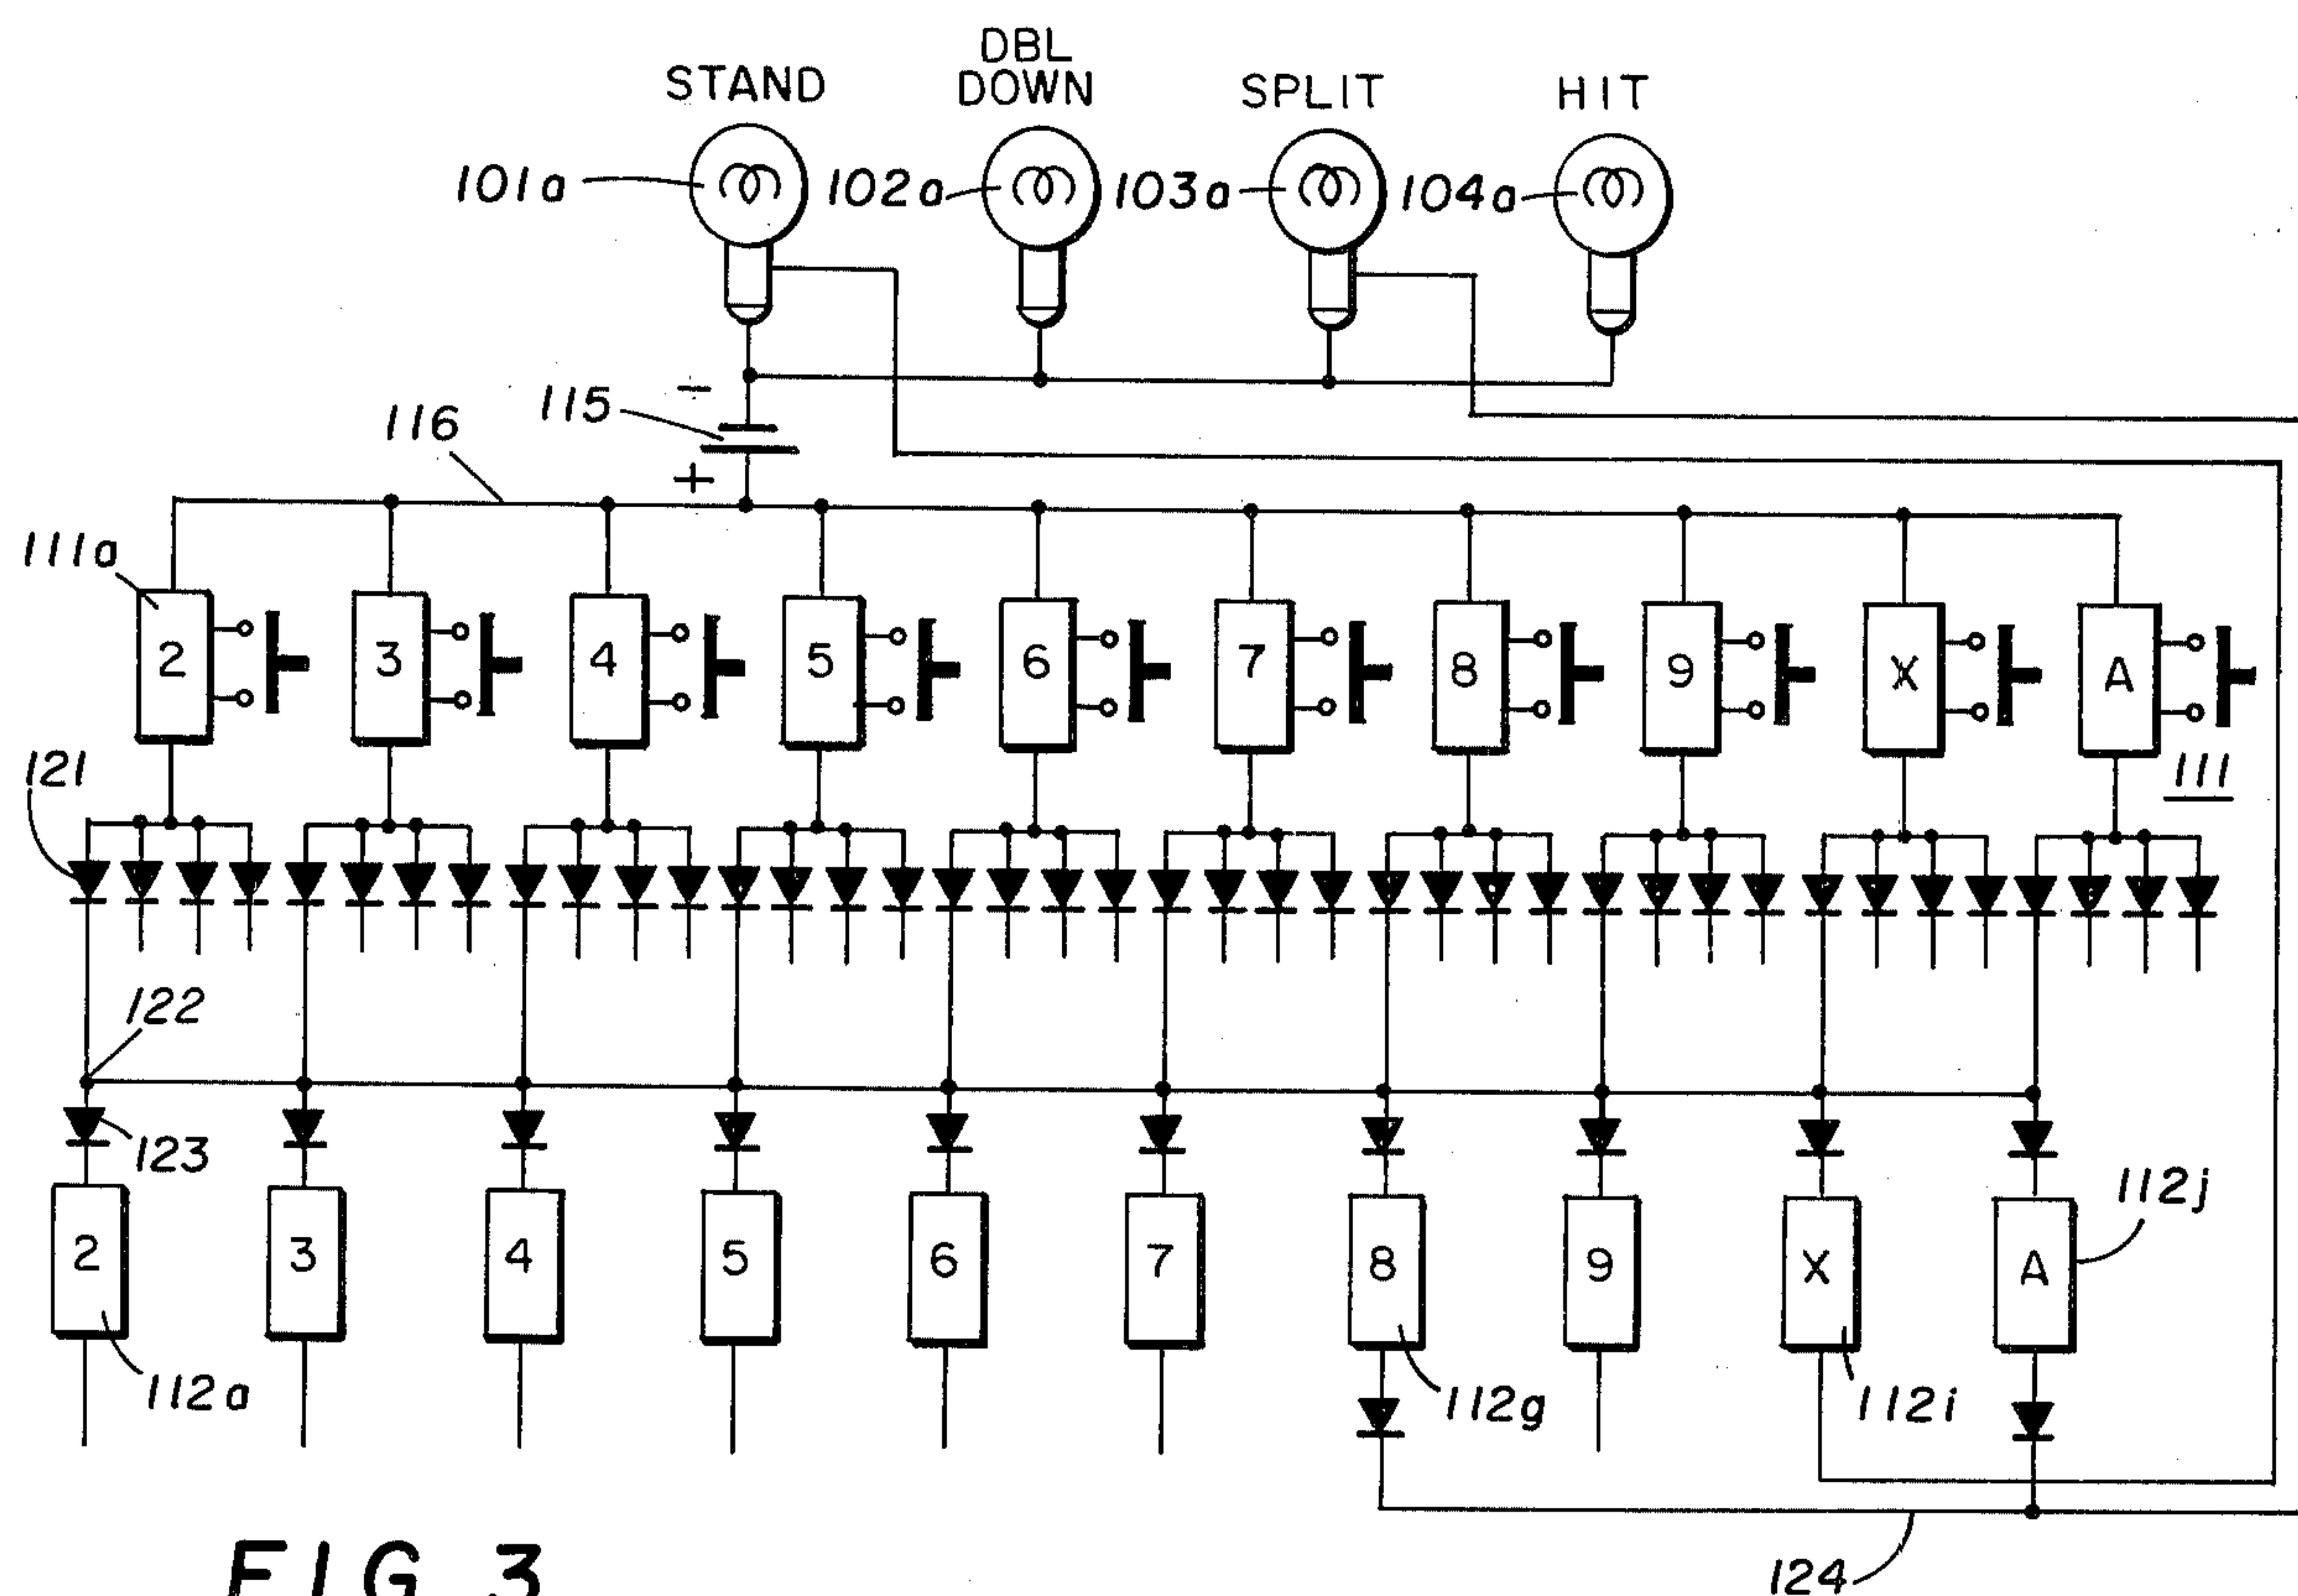 DBL
STAND DOWN SPLIT HIT
101a 102a 103a 104a
− 115
116
+
111a
2 3 4 5 6 7 8 9 X A
121 111
122
123
112j
2 3 4 5 6 7 8 9 X A
112a 112g 112i
FIG 3
124